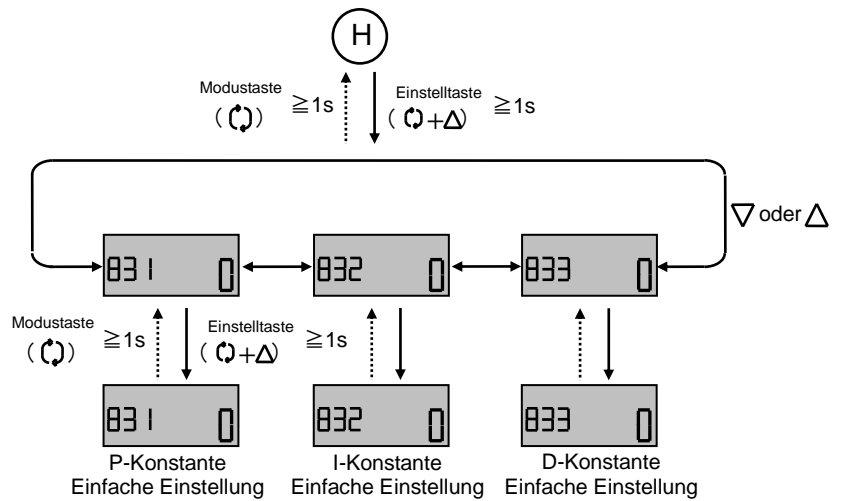 H
Modustaste Einstelltaste
( ) ≧1s ( +△) ≧1s
▽ oder △
831 0 832 0 833 0
Modustaste Einstelltaste
( ) ≧1s ( +△) ≧1s
831 0 832 0 833 0
P-Konstante I-Konstante D-Konstante
Einfache Einstellung Einfache Einstellung Einfache Einstellung